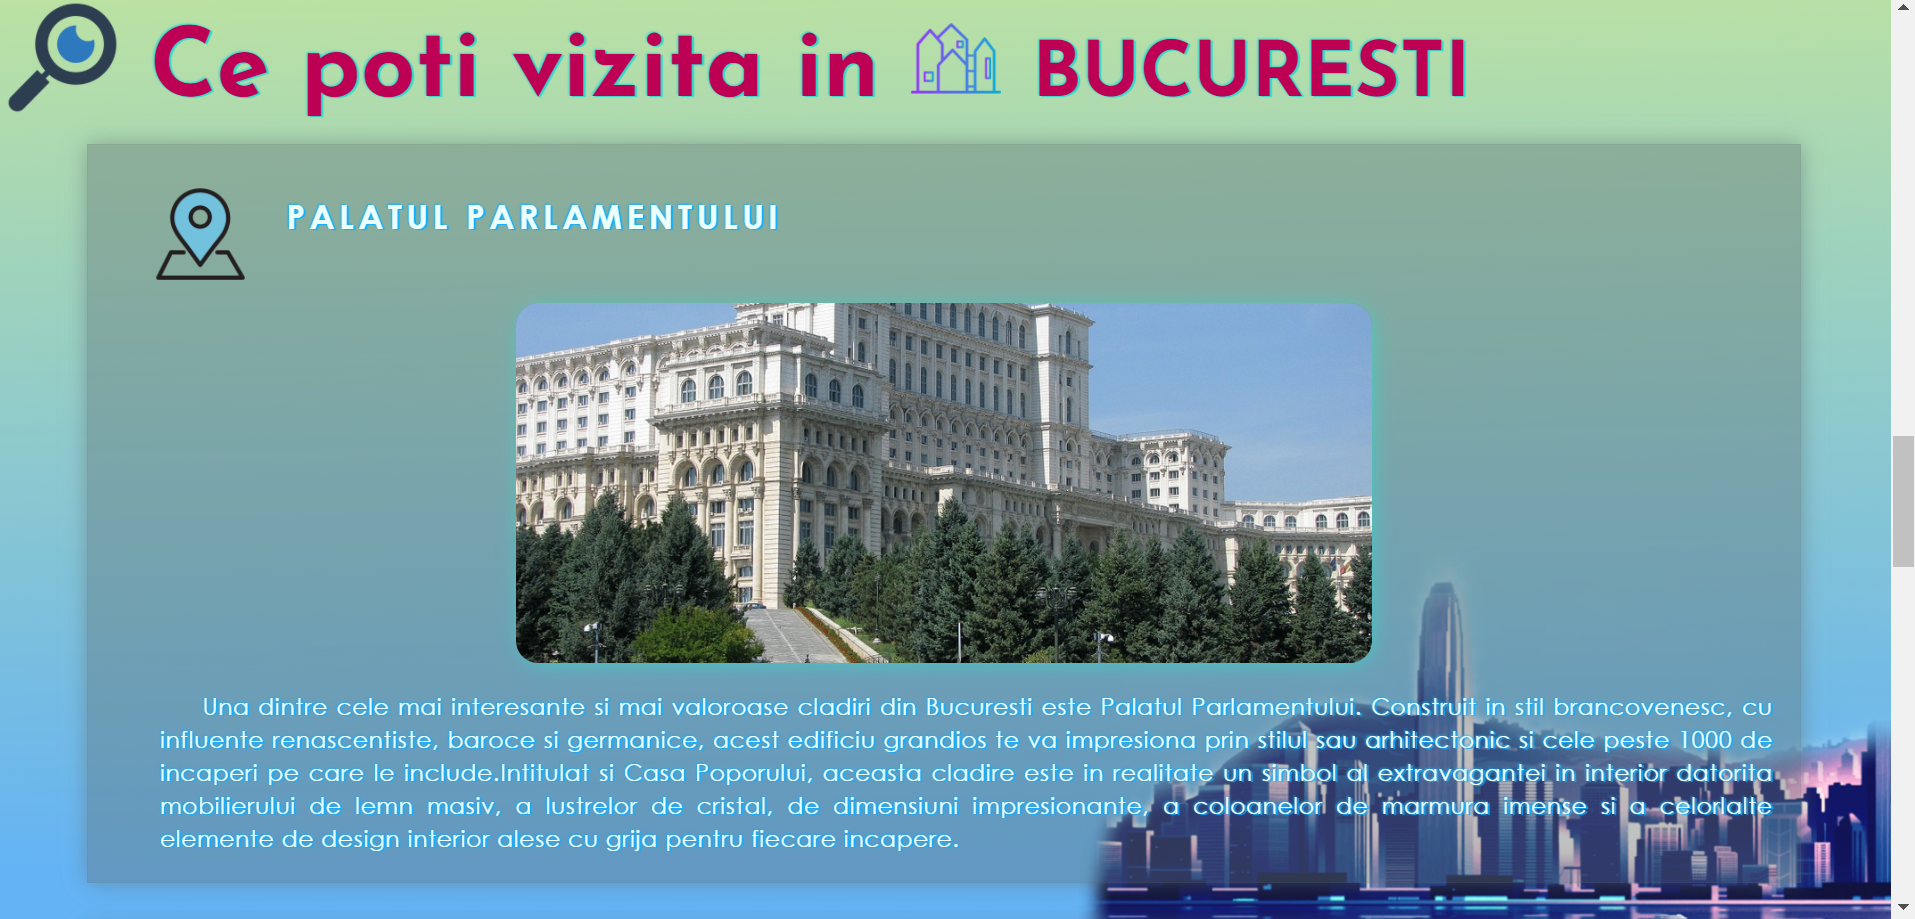 Ce poti vizita in BUCURESTI
PALATUL PARLAMENTULUI
Una dintre cele mai interesante si mai valoroase cladiri din Bucuresti este Palatul Parlamentului. Construit in stil brancovenesc, cu
influente renascentiste, baroce si germanice, acest edificiu grandios te va impresiona prin stilul sau arhitectonic si cele peste 1000 de
incaperi pe care le include.Intitulat si Casa Poporului, aceasta cladire este in realitate un simbol al extravagantei in interior datorita
mobilierului de lemn masiv, a lustrelor de cristal, de dimensiuni impresionante, a coloanelor de marmura imense si a celorlalte
elemente de design interior alese cu grija pentru fiecare incapere.